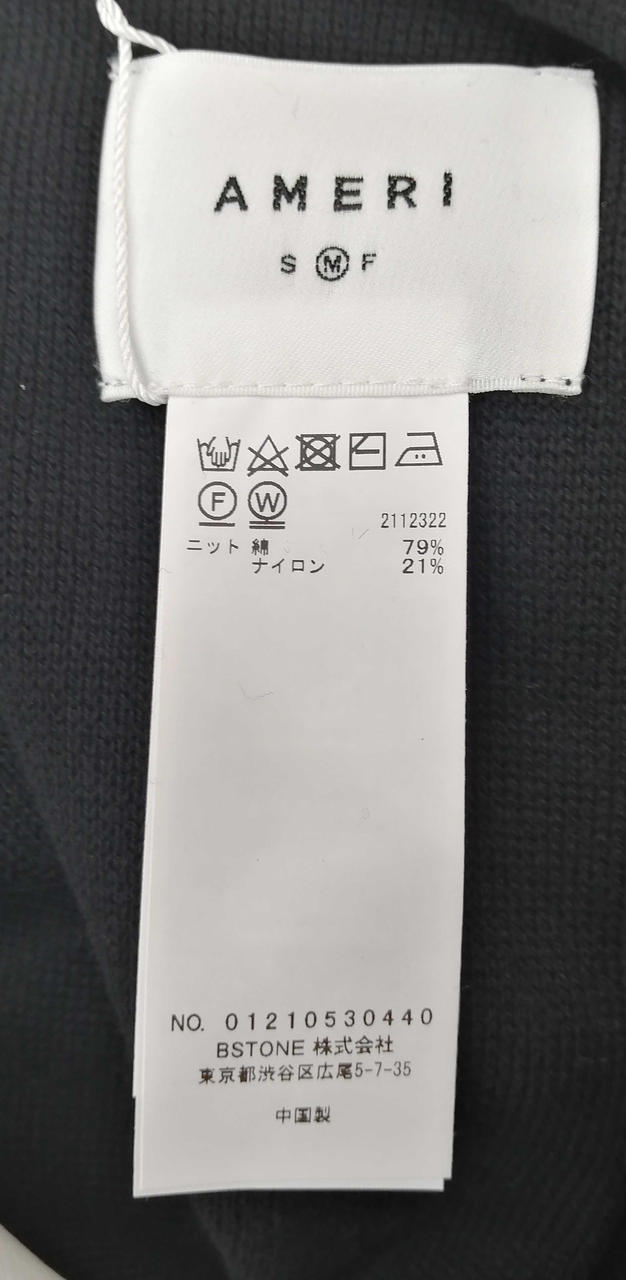 AMERI
S M F
F W
2112322
ニット 綿 79%
ナイロン 21%
NO. 01210530440
BSTONE 株式会社
東京都渋谷区広尾5-7-35
中国製